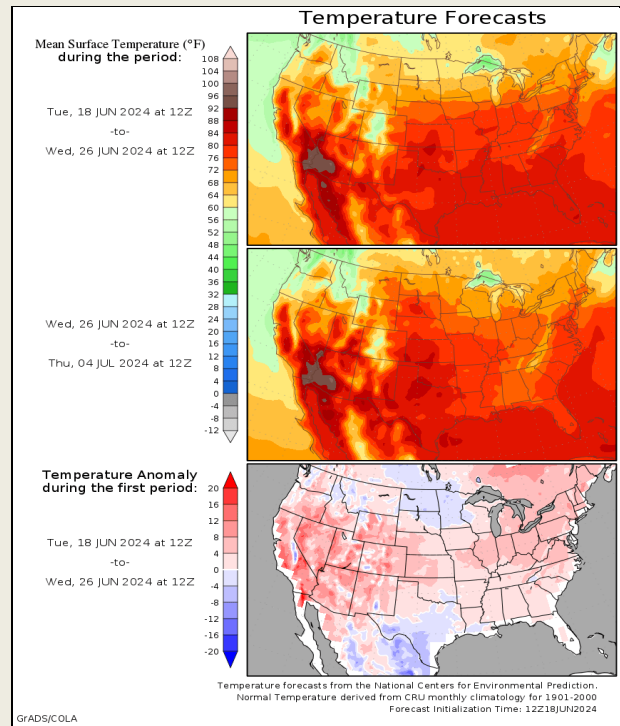 Temperature Forecasts
Mean Surface Temperature (°F)
during the period:
108
104
100
96
92
88
84
80
76
72
68
64
60
56
52
48
44
40
36
32
28
24
20
16
12
8
4
0
-4
-8
-12
Tue, 18 JUN 2024 at 12Z
-to-
Wed, 26 JUN 2024 at 12Z
Wed, 26 JUN 2024 at 12Z
-to-
Thu, 04 JUL 2024 at 12Z
Temperature Anomaly
during the first period:
20
16
12
8
4
0
-4
-8
-12
-16
-20
Tue, 18 JUN 2024 at 12Z
-to-
Wed, 26 JUN 2024 at 12Z
Temperature forecasts from the National Centers for Environmental Prediction.
Normal Temperature derived from CRU monthly climatology for 1901-2000
Forecast Initialization Time: 12Z18JUN2024
GrADS/COLA